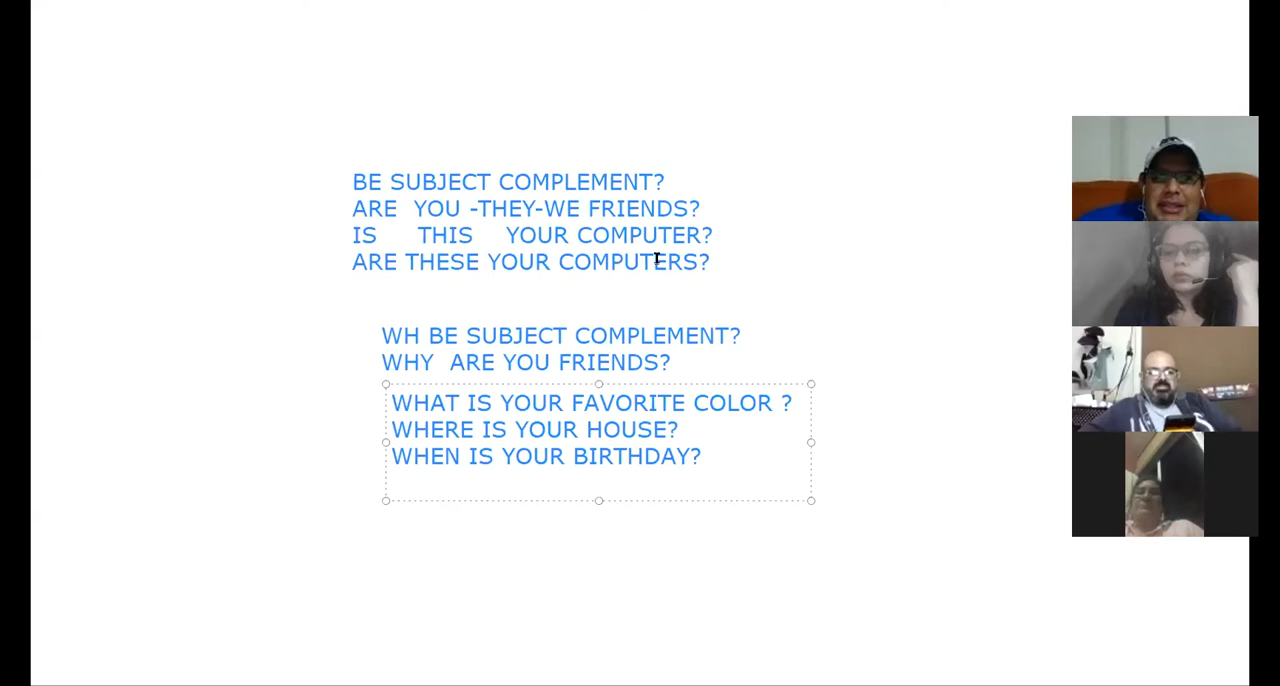 BE SUBJECT COMPLEMENT?
ARE YOU -THEY-WE FRIENDS?
IS THIS YOUR COMPUTER?
ARE THESE YOUR COMPUTERS?
WH BE SUBJECT COMPLEMENT?
WHY ARE YOU FRIENDS?
WHAT IS YOUR FAVORITE COLOR ?
WHERE IS YOUR HOUSE?
WHEN IS YOUR BIRTHDAY?